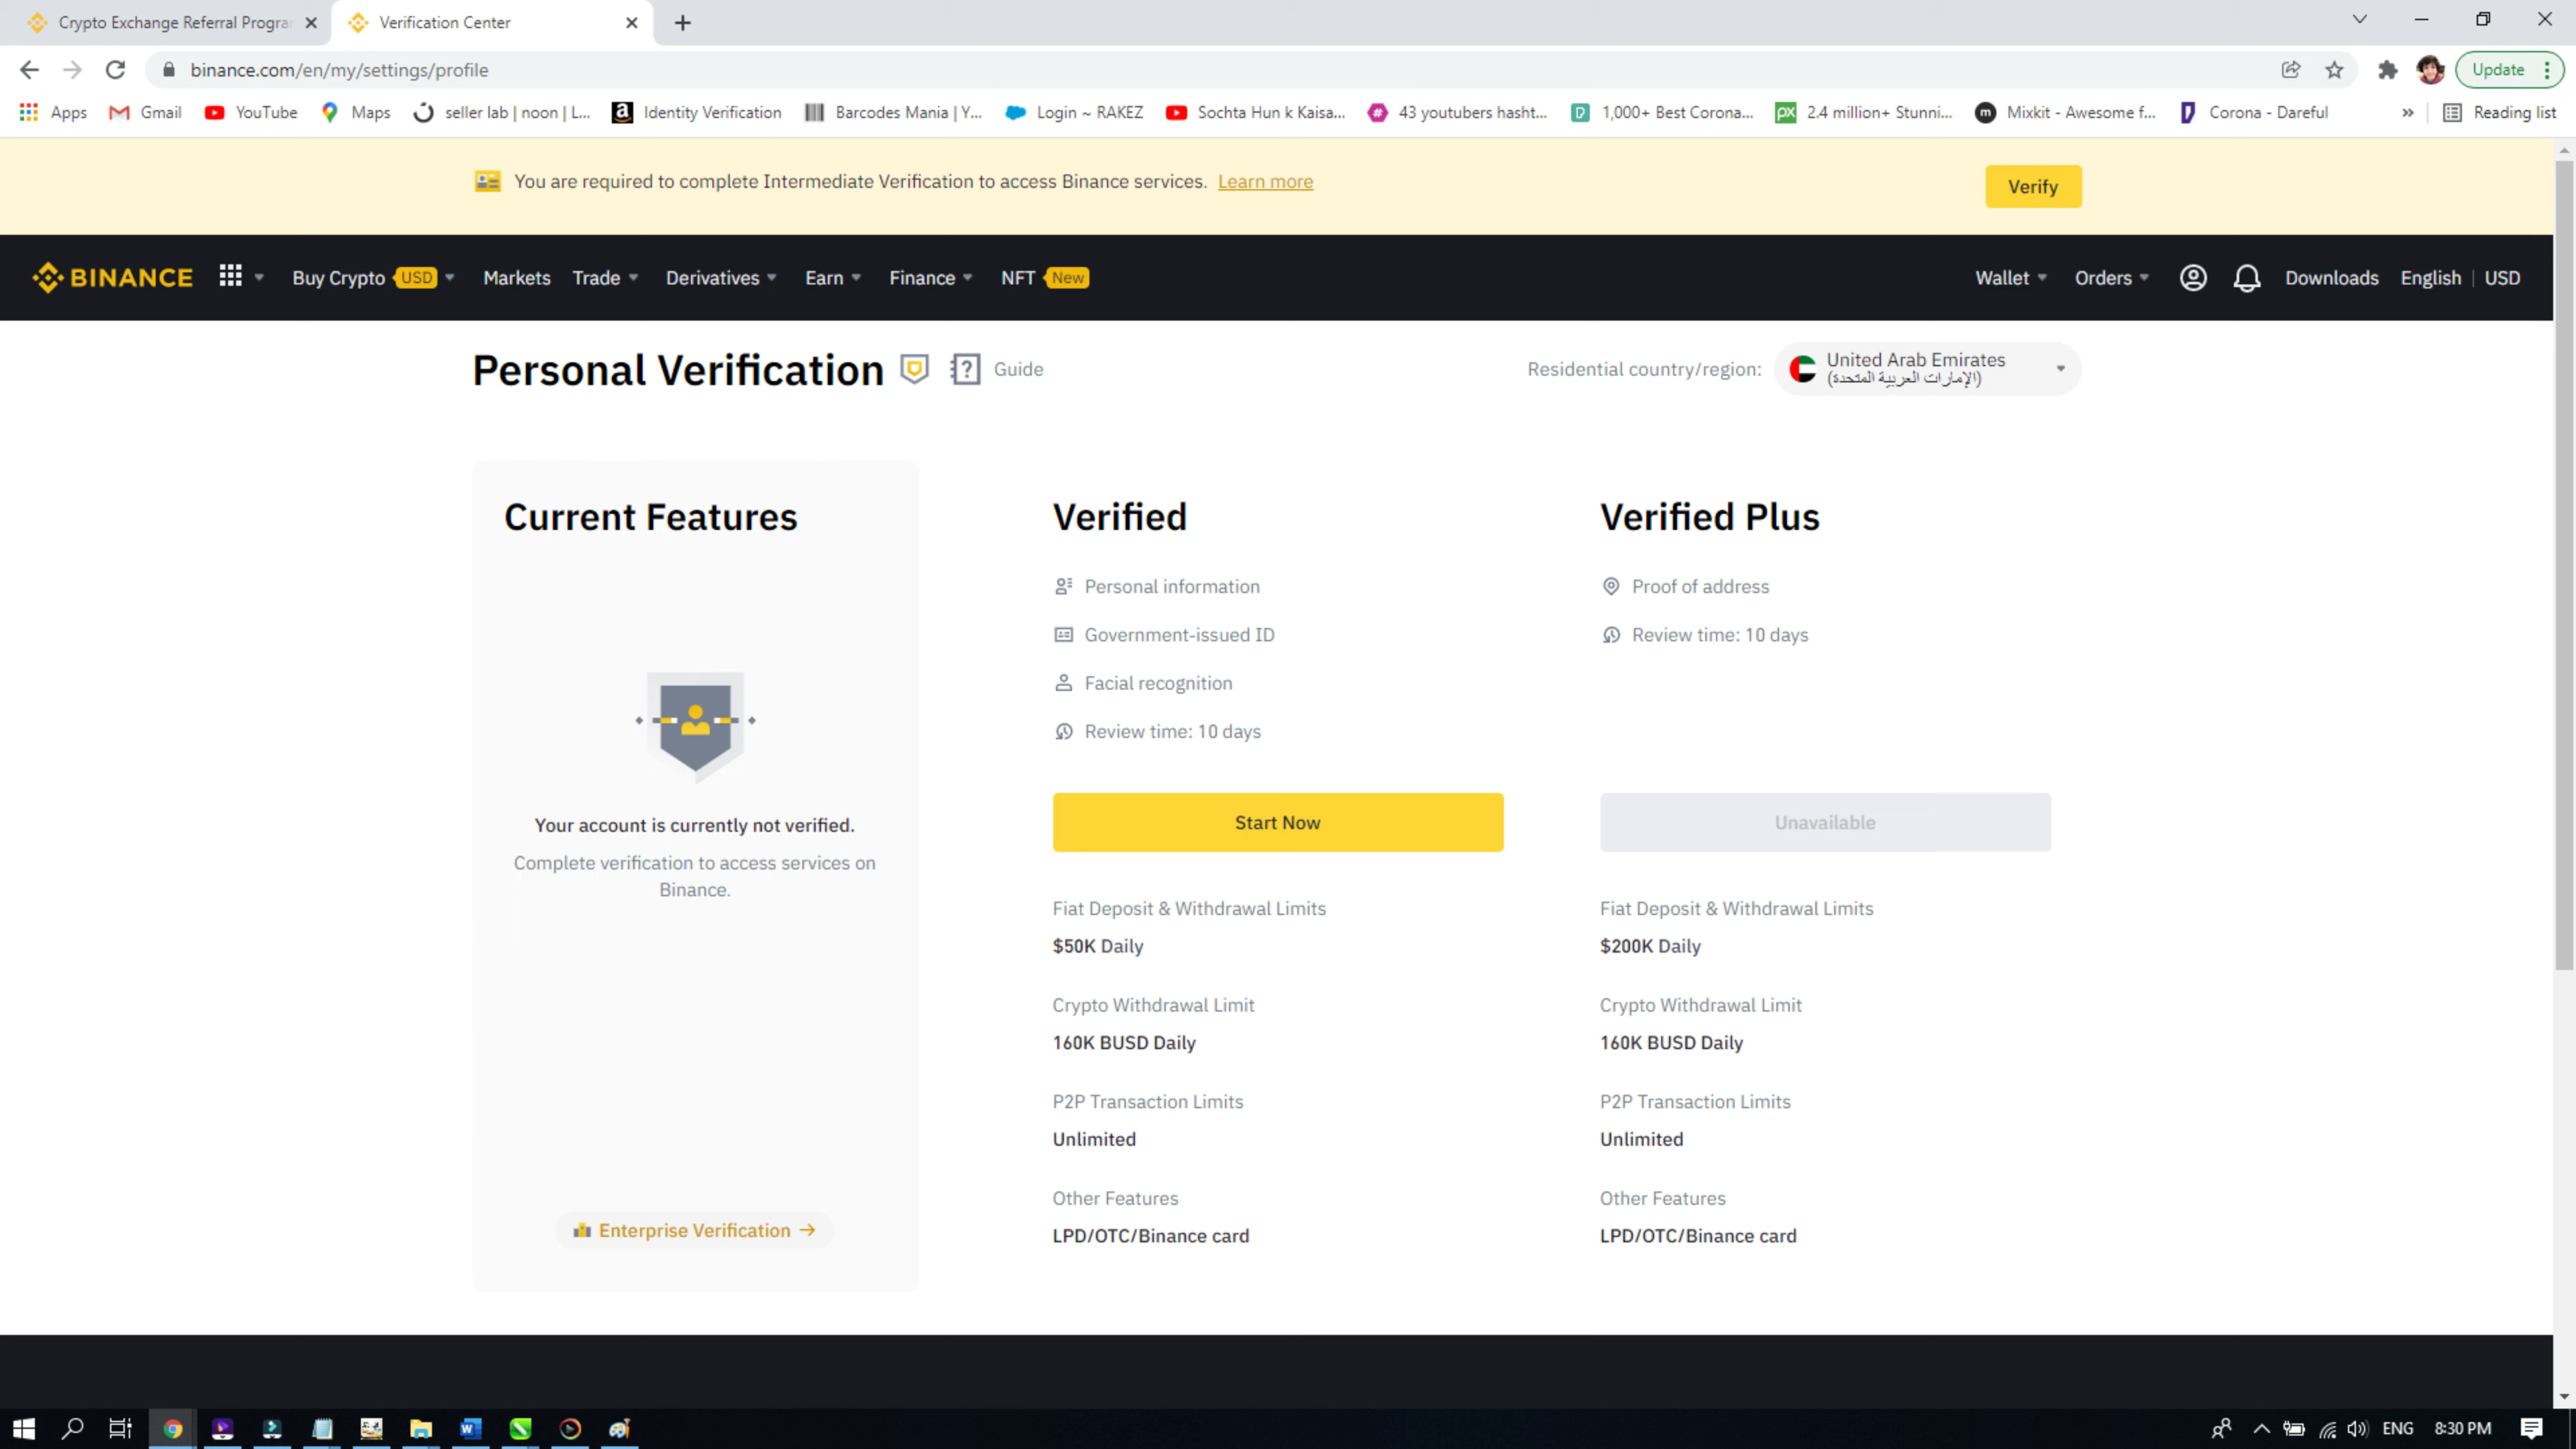 Crypto Exchange Referral Progra
Verification Center
binance.com/en/my/settings/profile
Update
Apps
Gmail
YouTube
Maps
seller lab | noon | L...
Identity Verification
Barcodes Mania | Y...
Login ~ RAKEZ
Sochta Hun k Kaisa...
43 youtubers hasht...
1,000+ Best Corona...
2.4 million+ Stunni...
Mixkit - Awesome f...
Corona - Dareful
»
Reading list
You are required to complete Intermediate Verification to access Binance services. Learn more
Verify
BINANCE
Buy Crypto USD
Markets
Trade
Derivatives
Earn
Finance
NFT New
Wallet
Orders
Downloads
English | USD
Personal Verification
Guide
Residential country/region:
United Arab Emirates
(الإمارات العربية المتحدة)
Current Features
Your account is currently not verified.
Complete verification to access services on
Binance.
Enterprise Verification →
Verified
Personal information
Government-issued ID
Facial recognition
Review time: 10 days
Start Now
Fiat Deposit & Withdrawal Limits
$50K Daily
Crypto Withdrawal Limit
160K BUSD Daily
P2P Transaction Limits
Unlimited
Other Features
LPD/OTC/Binance card
Verified Plus
Proof of address
Review time: 10 days
Unavailable
Fiat Deposit & Withdrawal Limits
$200K Daily
Crypto Withdrawal Limit
160K BUSD Daily
P2P Transaction Limits
Unlimited
Other Features
LPD/OTC/Binance card
ENG
8:30 PM